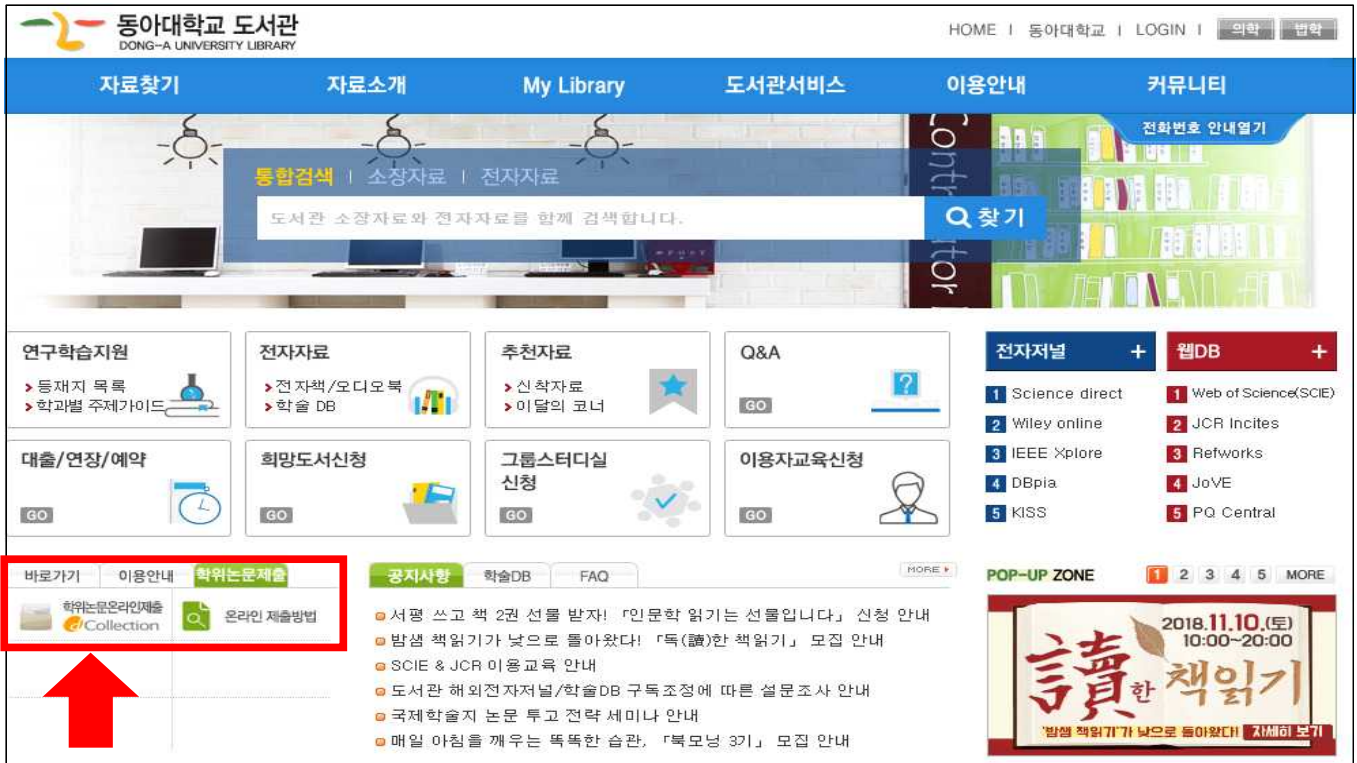 동아대학교 도서관
DONG-A UNIVERSITY LIBRARY
HOME I 동아대학교 I LOGIN I 의학 법학
자료찾기 자료소개 My Library 도서관서비스 이용안내 커뮤니티
전화번호 안내열기
통합검색 I 소장자료 I 전자자료
도서관 소장자료와 전자자료를 함께 검색합니다.
찾기
연구학습지원
등재지 목록
학과별 주제가이드
전자자료
전자책/오디오북
학술 DB
추천자료
신착자료
이달의 코너
Q&A
GO
대출/연장/예약
GO
희망도서신청
GO
그룹스터디실
신청
GO
이용자교육신청
GO
전자저널 +
1 Science direct
2 Wiley online
3 IEEE Xplore
4 DBpia
5 KISS
웹DB +
1 Web of Science(SCIE)
2 JCR Incites
3 Refworks
4 JoVE
5 PQ Central
바로가기 이용안내 학위논문제출
학위논문온라인제출
dCollection
온라인 제출방법
공지사항 학술DB FAQ MORE
서평 쓰고 책 2권 선물 받자! 「인문학 읽기는 선물입니다」 신청 안내
밤샘 책읽기가 낮으로 돌아왔다! 「독(讀)한 책읽기」 모집 안내
SCIE & JCR 이용교육 안내
도서관 해외전자저널/학술DB 구독조정에 따른 설문조사 안내
국제학술지 논문 투고 전략 세미나 안내
매일 아침을 깨우는 똑똑한 습관, 「북모닝 3기」 모집 안내
POP-UP ZONE 1 2 3 4 5 MORE
2018.11.10.(토)
10:00~20:00
讀한 책읽기
'밤샘 책읽기'가 낮으로 돌아왔다! 자세히 보기